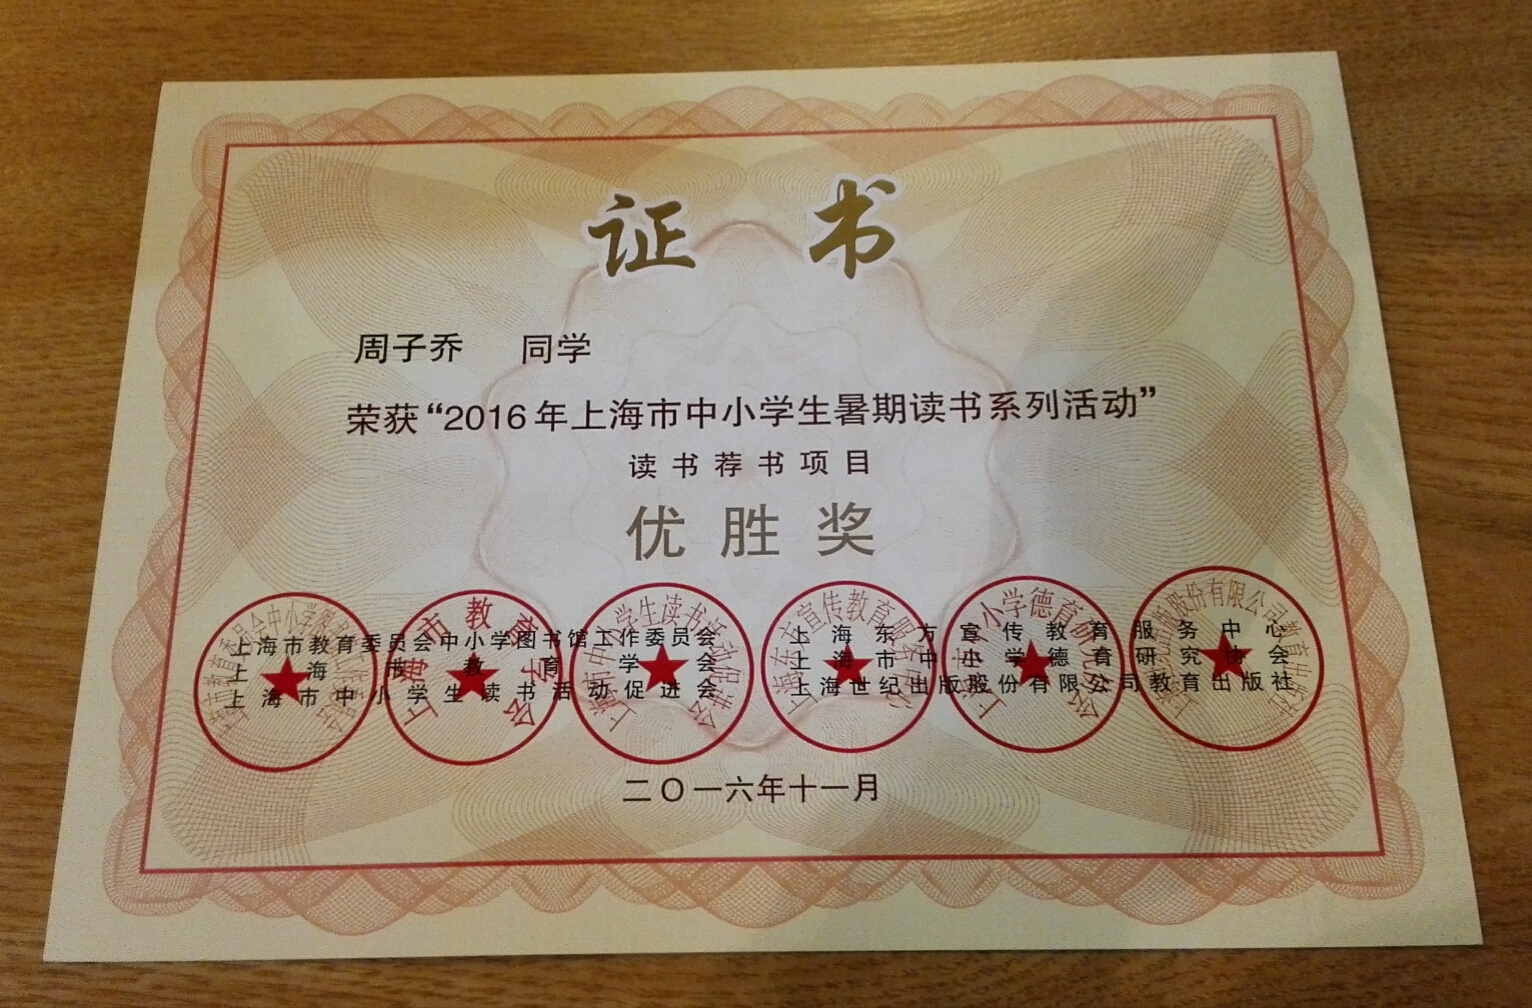 证书
周子乔 同学
荣获“2016年上海市中小学生暑期读书系列活动”
读书荐书项目
优胜奖
上海市教育委员会中小学图书馆工作委员会
上海市教育学会
上海市中小学生读书活动促进会
上海东方宣传教育服务中心
上海市中小学德育研究协会
上海世纪出版股份有限公司教育出版社
二〇一六年十一月